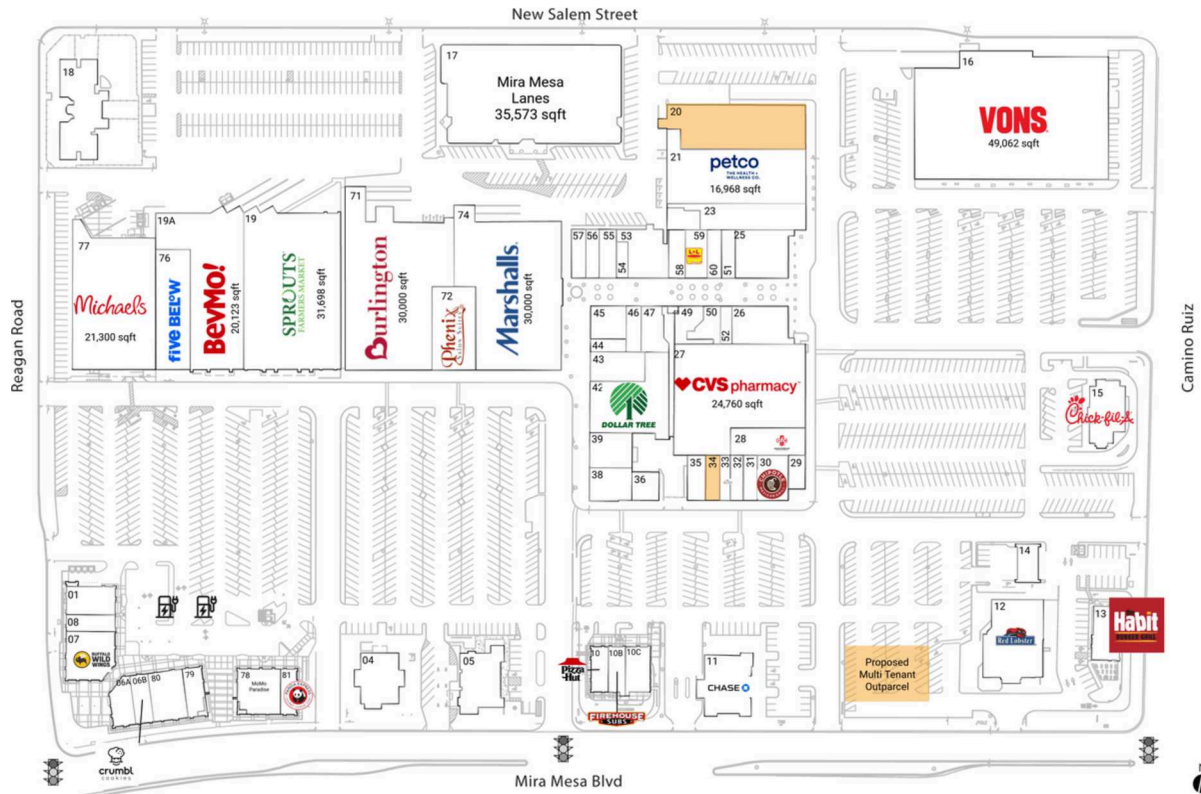 New Salem Street
18
17
Mira Mesa
Lanes
35,573 sqft
20
21
petco
THE HEALTH +
WELLNESS CO.
16,968 sqft
16
VONS
49,062 sqft
Reagan Road
Camino Ruiz
77
Michaels
21,300 sqft
19A
76
five BELOW
BevMo!
20,123 sqft
19
SPROUTS
FARMERS MARKET
31,698 sqft
71
Burlington
30,000 sqft
72
Phenix
Salon Suites
74
Marshalls
30,000 sqft
23
57
56
55
53
54
58
59
L&L
60
51
25
45
46
47
49
50
52
26
44
43
42
DOLLAR TREE
39
38
36
27
CVS pharmacy
24,760 sqft
28
35
34
33
32
31
30
CHIPOTLE
29
15
Chick-fil-A
14
12
Red Lobster
13
The
Habit
BURGER GRILL
01
08
07
BUFFALO
WILD
WINGS
06A
06B
80
79
crumbl
cookies
78
MoMo
Paradise
81
PANDA EXPRESS
04
05
10
10B
10C
Pizza
Hut
FIREHOUSE
SUBS
11
CHASE
Proposed
Multi Tenant
Outparcel
Mira Mesa Blvd